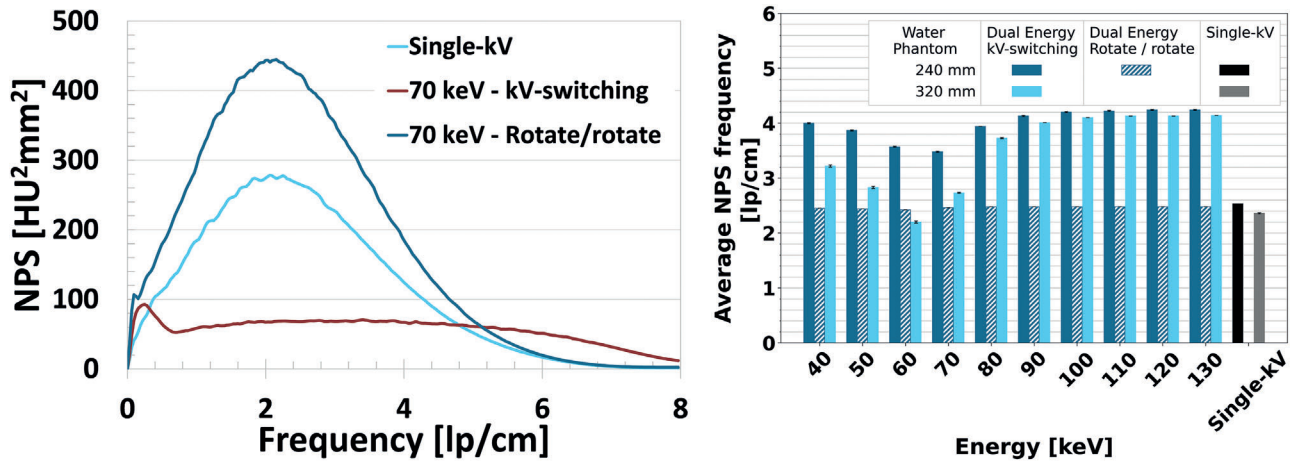 500
400
300
200
100
0
NPS [HU²mm²]
Single-kV
70 keV - kV-switching
70 keV - Rotate/rotate
0 2 4 6 8
Frequency [lp/cm]
6
5
4
3
2
1
0
Average NPS frequency
[lp/cm]
Water Phantom
Dual Energy kV-switching
Dual Energy Rotate / rotate
Single-kV
240 mm
320 mm
40 50 60 70 80 90 100 110 120 130 Single-kV
Energy [keV]